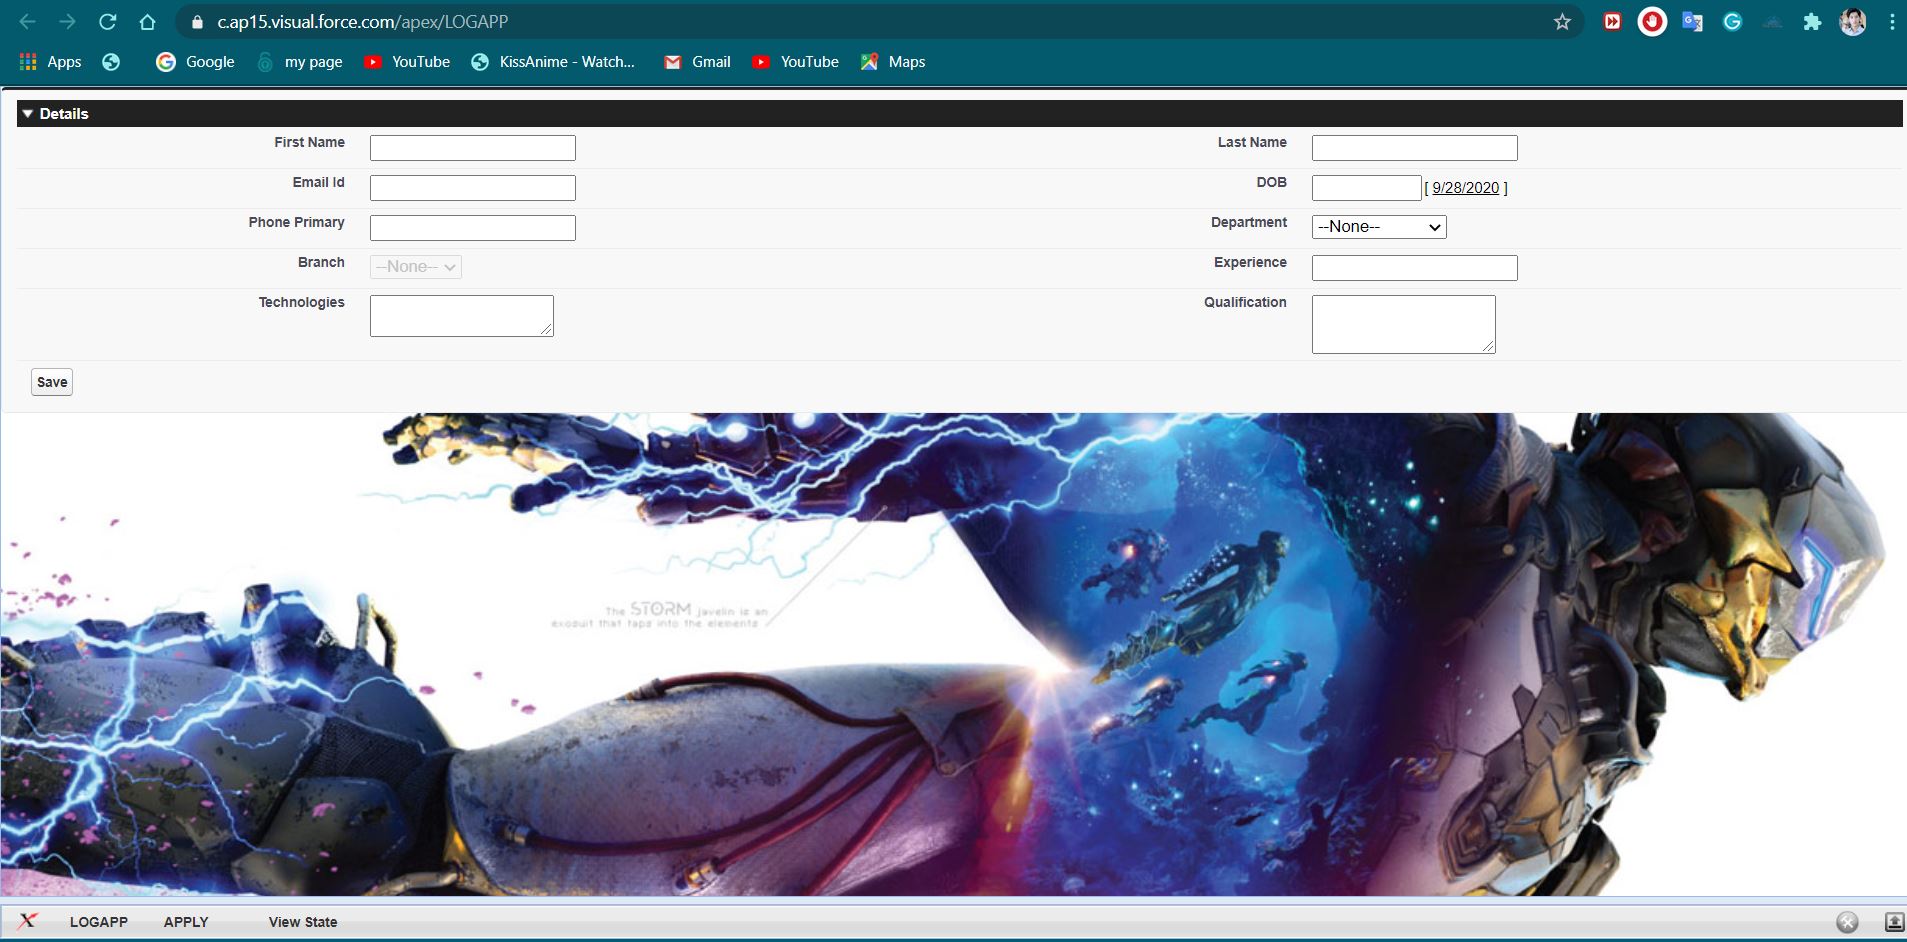 c.ap15.visual.force.com/apex/LOGAPP
Apps Google my page YouTube KissAnime - Watch... Gmail YouTube Maps
Details
First Name Last Name
Email Id DOB [ 9/28/2020 ]
Phone Primary Department --None--
Branch --None-- Experience
Technologies Qualification
Save
The STORM javelin is an
exosuit that taps into the elements
LOGAPP APPLY View State